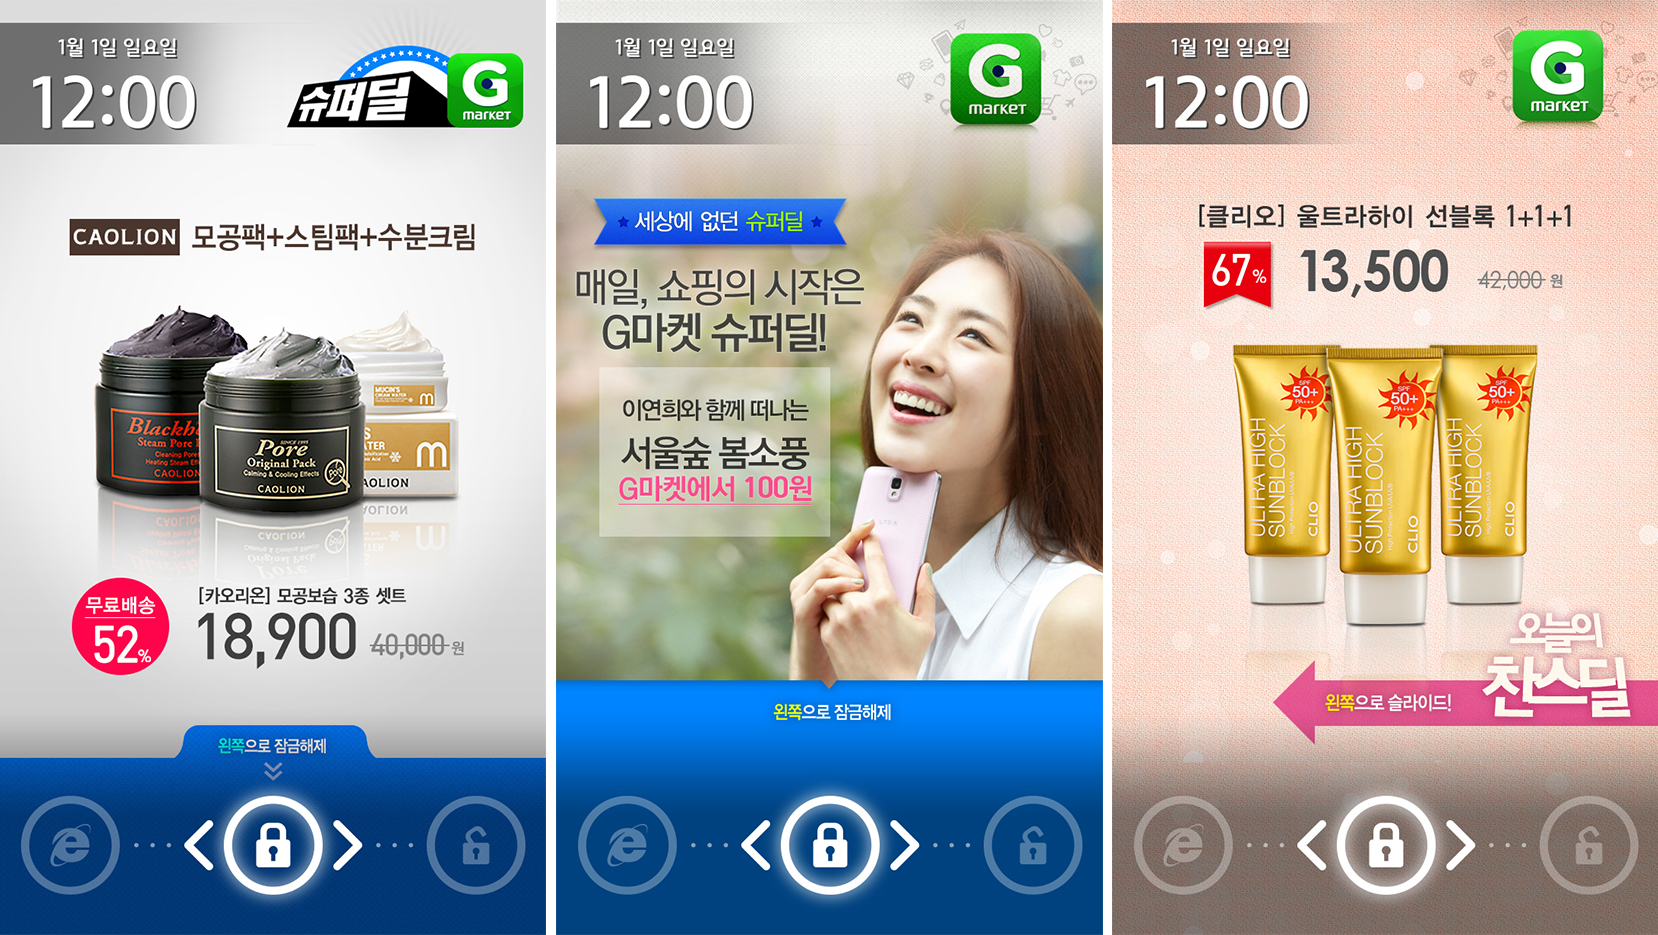 1월 1일 일요일
12:00
슈퍼딜
G
market
CAOLION 모공팩+스팀팩+수분크림
Steam Pore
Cleaning Pore
CAOLION
SINCE 1995
Pore
Original Pack
Calming & Cooling Effects
CAOLION
MUCIN'S
CREAM WATER
m
m
CAOLION
무료배송
52%
[카오리온] 모공보습 3종 셋트
18,900 40,000 원
왼쪽으로 잠금해제
1월 1일 일요일
12:00
G
market
세상에 없던 슈퍼딜
매일, 쇼핑의 시작은
G마켓 슈퍼딜!
이연희와 함께 떠나는
서울숲 봄소풍
G마켓에서 100원
왼쪽으로 잠금해제
1월 1일 일요일
12:00
G
market
[클리오] 울트라하이 선블록 1+1+1
67% 13,500 42,000 원
SPF
50+
PA+++
ULTRA HIGH
SUNBLOCK
CLIO
SPF
50+
PA+++
ULTRA HIGH
SUNBLOCK
CLIO
SPF
50+
PA+++
ULTRA HIGH
SUNBLOCK
CLIO
오늘의
찬스딜
왼쪽으로 슬라이드!